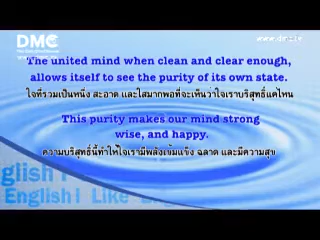 DMC
The united mind when clean and clear enough,
allows itself to see the purity of its own state.
ใจที่รวมเป็นหนึ่ง สะอาด และใสมากพอที่จะเห็นว่าใจเราบริสุทธิ์แค่ไหน
This purity makes our mind strong
wise, and happy.
ความบริสุทธิ์นี้ทำให้ใจเรามีพลังเข้มแข็ง ฉลาด และมีความสุข
glish I
English I Like